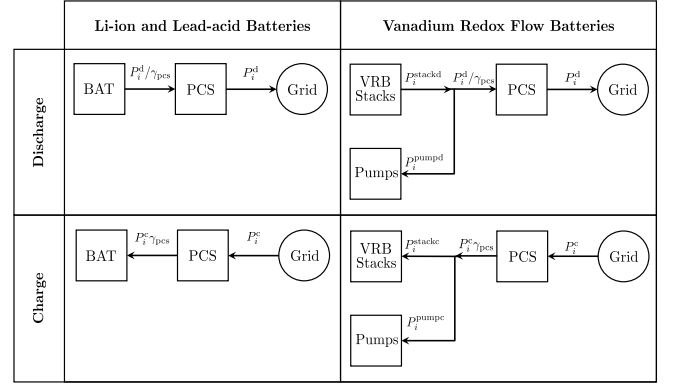 Li-ion and Lead-acid Batteries
Vanadium Redox Flow Batteries
Discharge
BAT
P_i^d/γ_pcs
PCS
P_i^d
Grid
VRB
Stacks
P_i^stackd
P_i^d/γ_pcs
PCS
P_i^d
Grid
Pumps
P_i^pumpd
Charge
BAT
P_i^c γ_pcs
PCS
P_i^c
Grid
VRB
Stacks
P_i^stackc
P_i^c γ_pcs
PCS
P_i^c
Grid
Pumps
P_i^pumpc